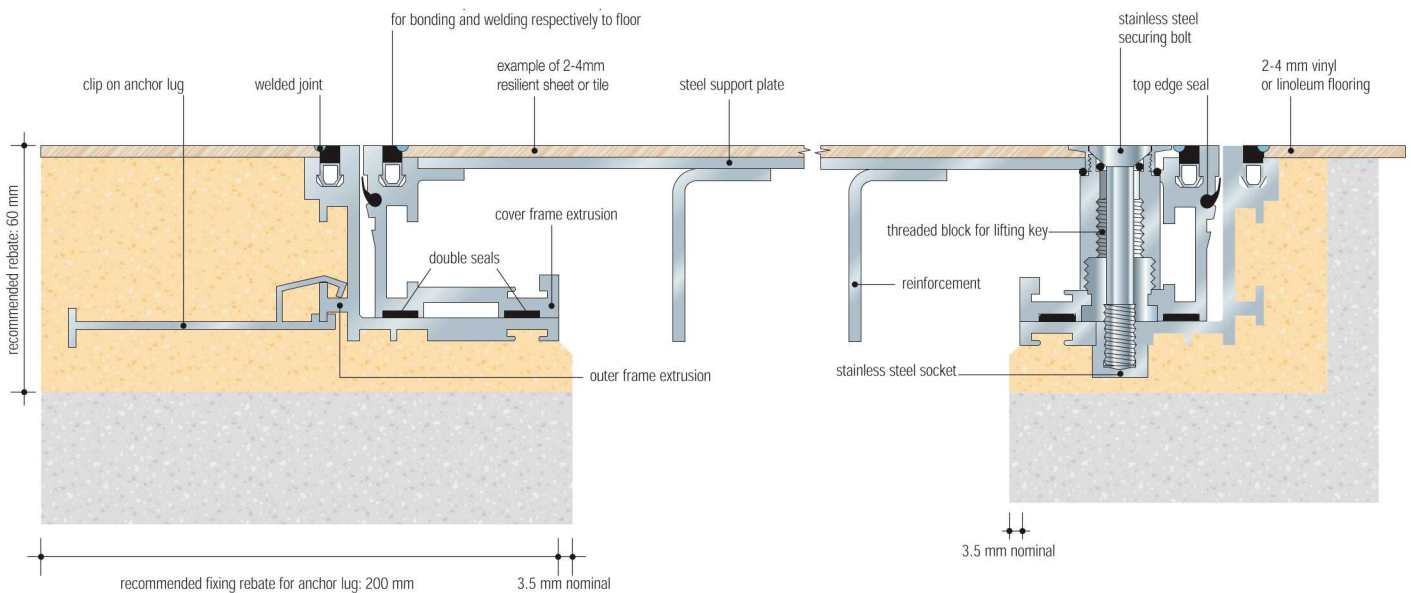 for bonding and welding respectively to floor
stainless steel
securing bolt
clip on anchor lug
welded joint
example of 2-4mm
resilient sheet or tile
steel support plate
top edge seal
2-4 mm vinyl
or linoleum flooring
recommended rebate: 60 mm
cover frame extrusion
double seals
threaded block for lifting key
reinforcement
outer frame extrusion
stainless steel socket
3.5 mm nominal
recommended fixing rebate for anchor lug: 200 mm
3.5 mm nominal